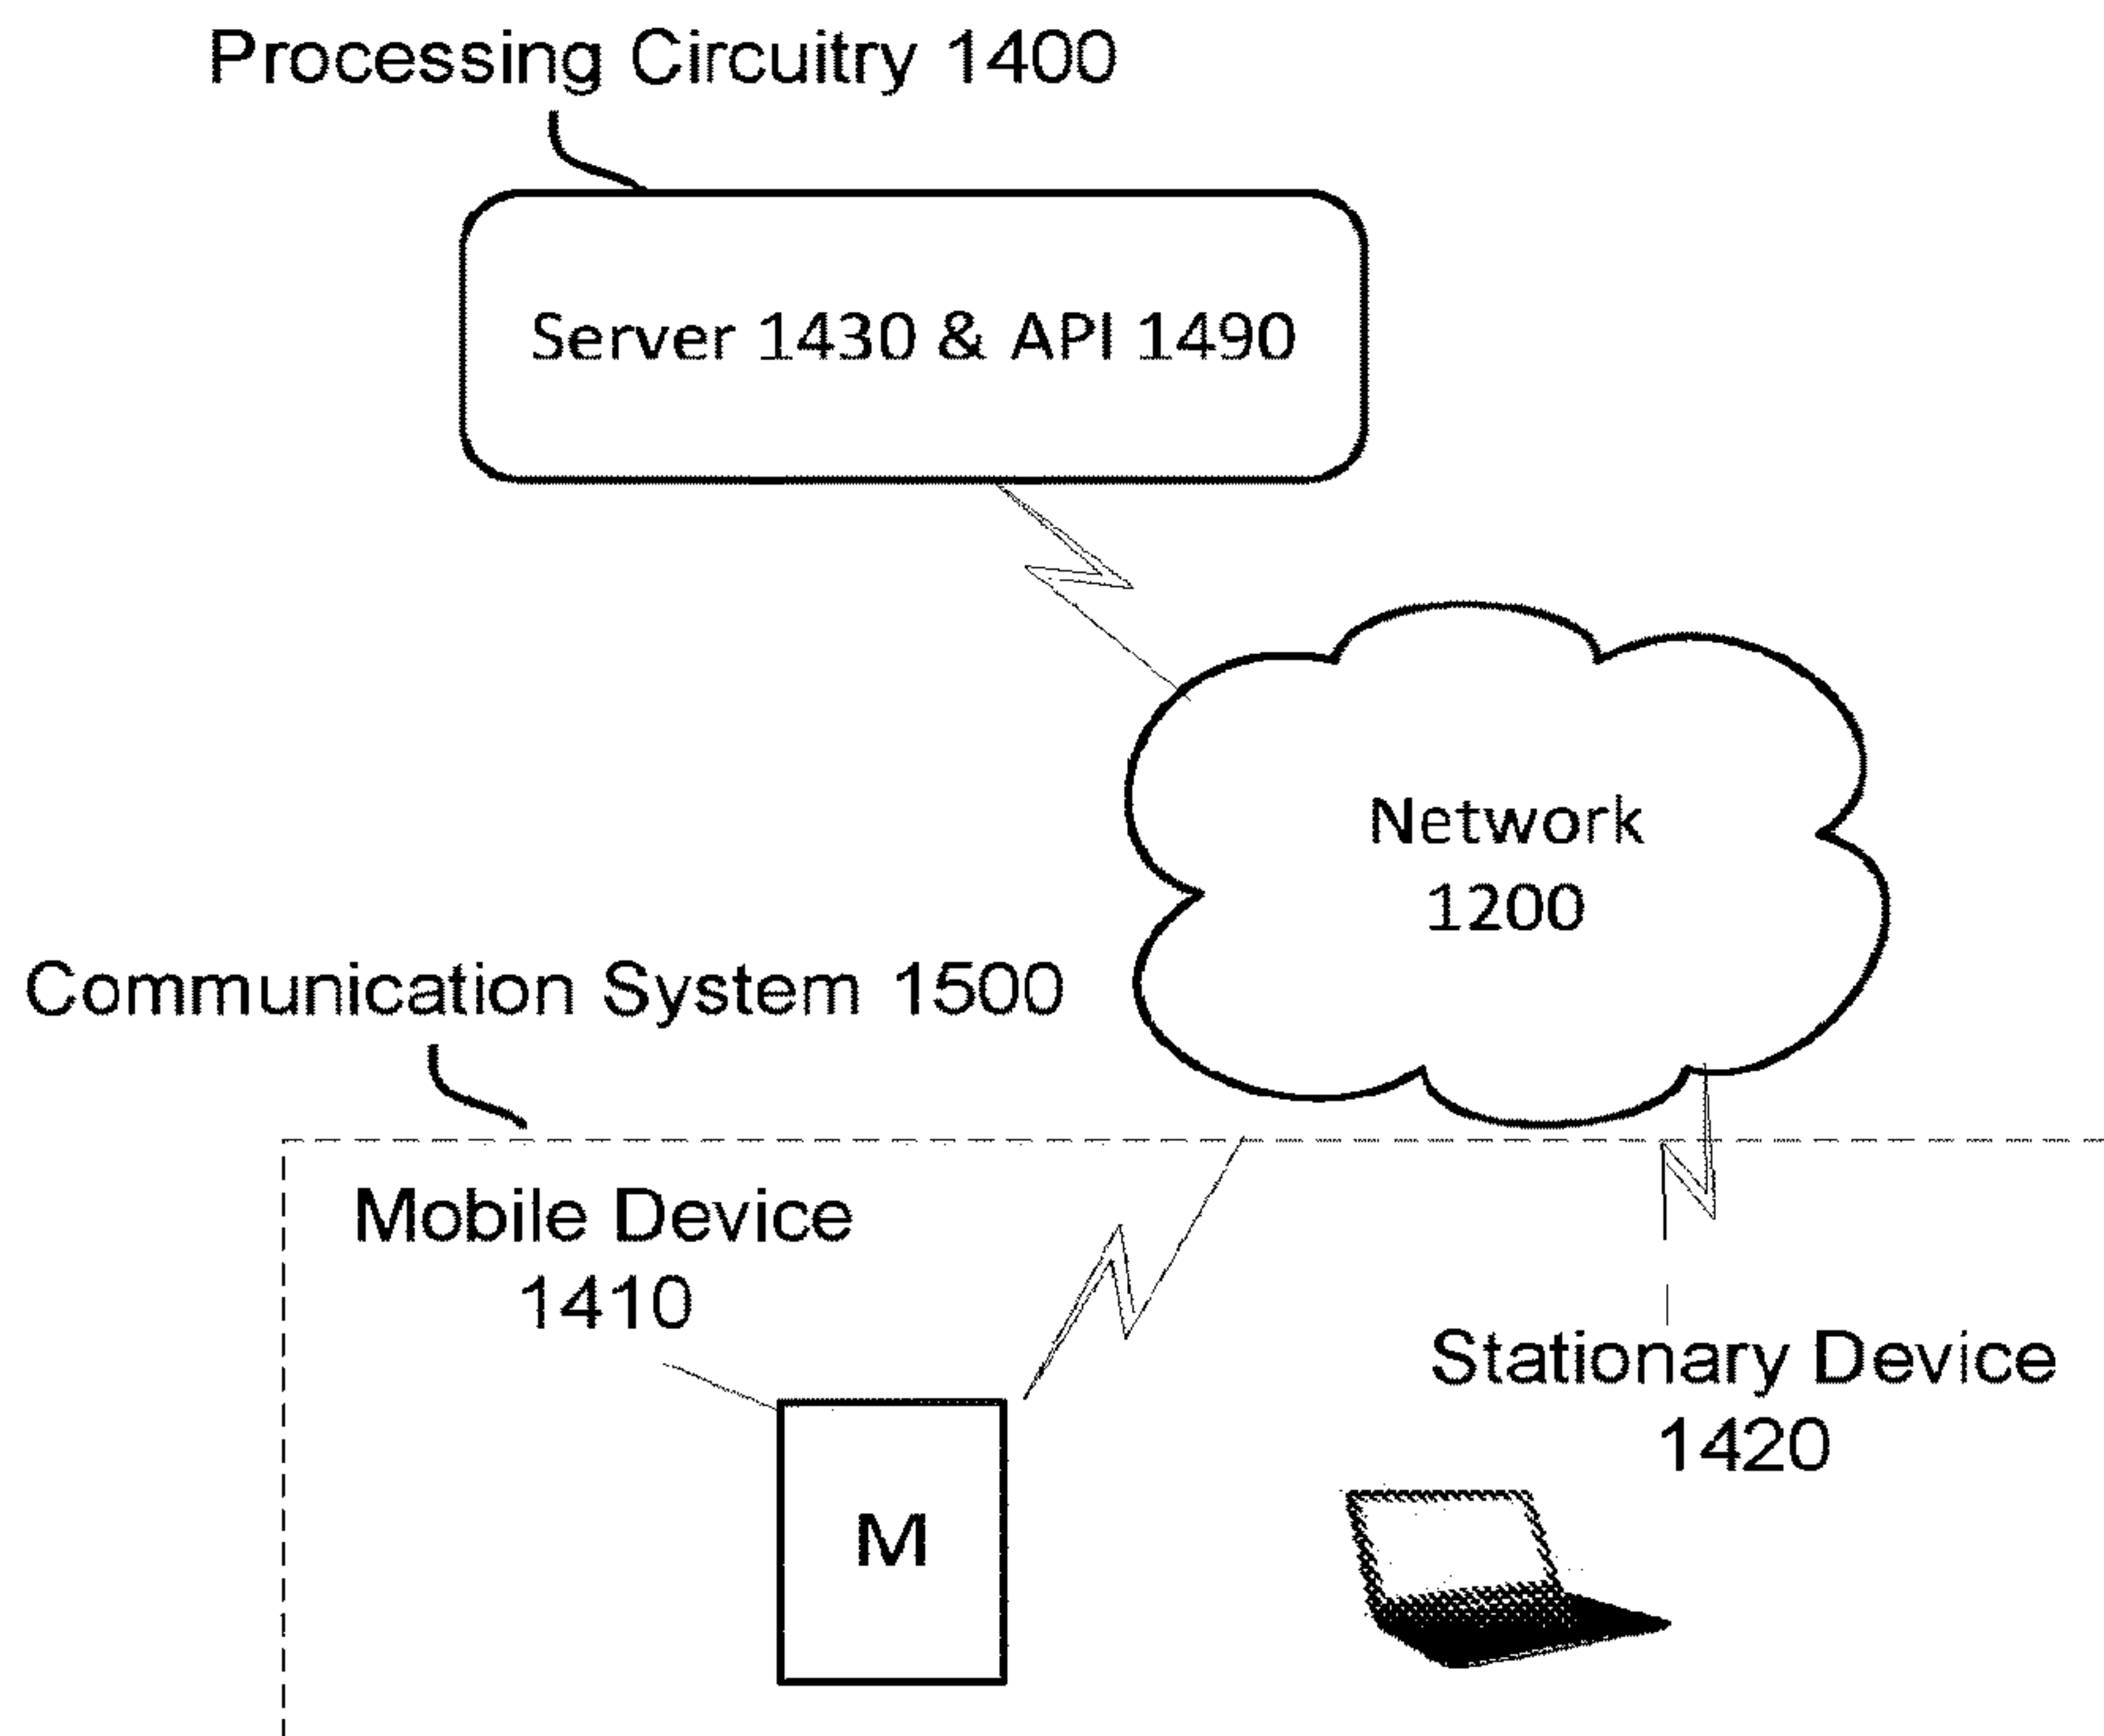 Processing Circuitry 1400
Server 1430 & API 1490
Network
1200
Communication System 1500
Mobile Device
1410
Stationary Device
1420
M